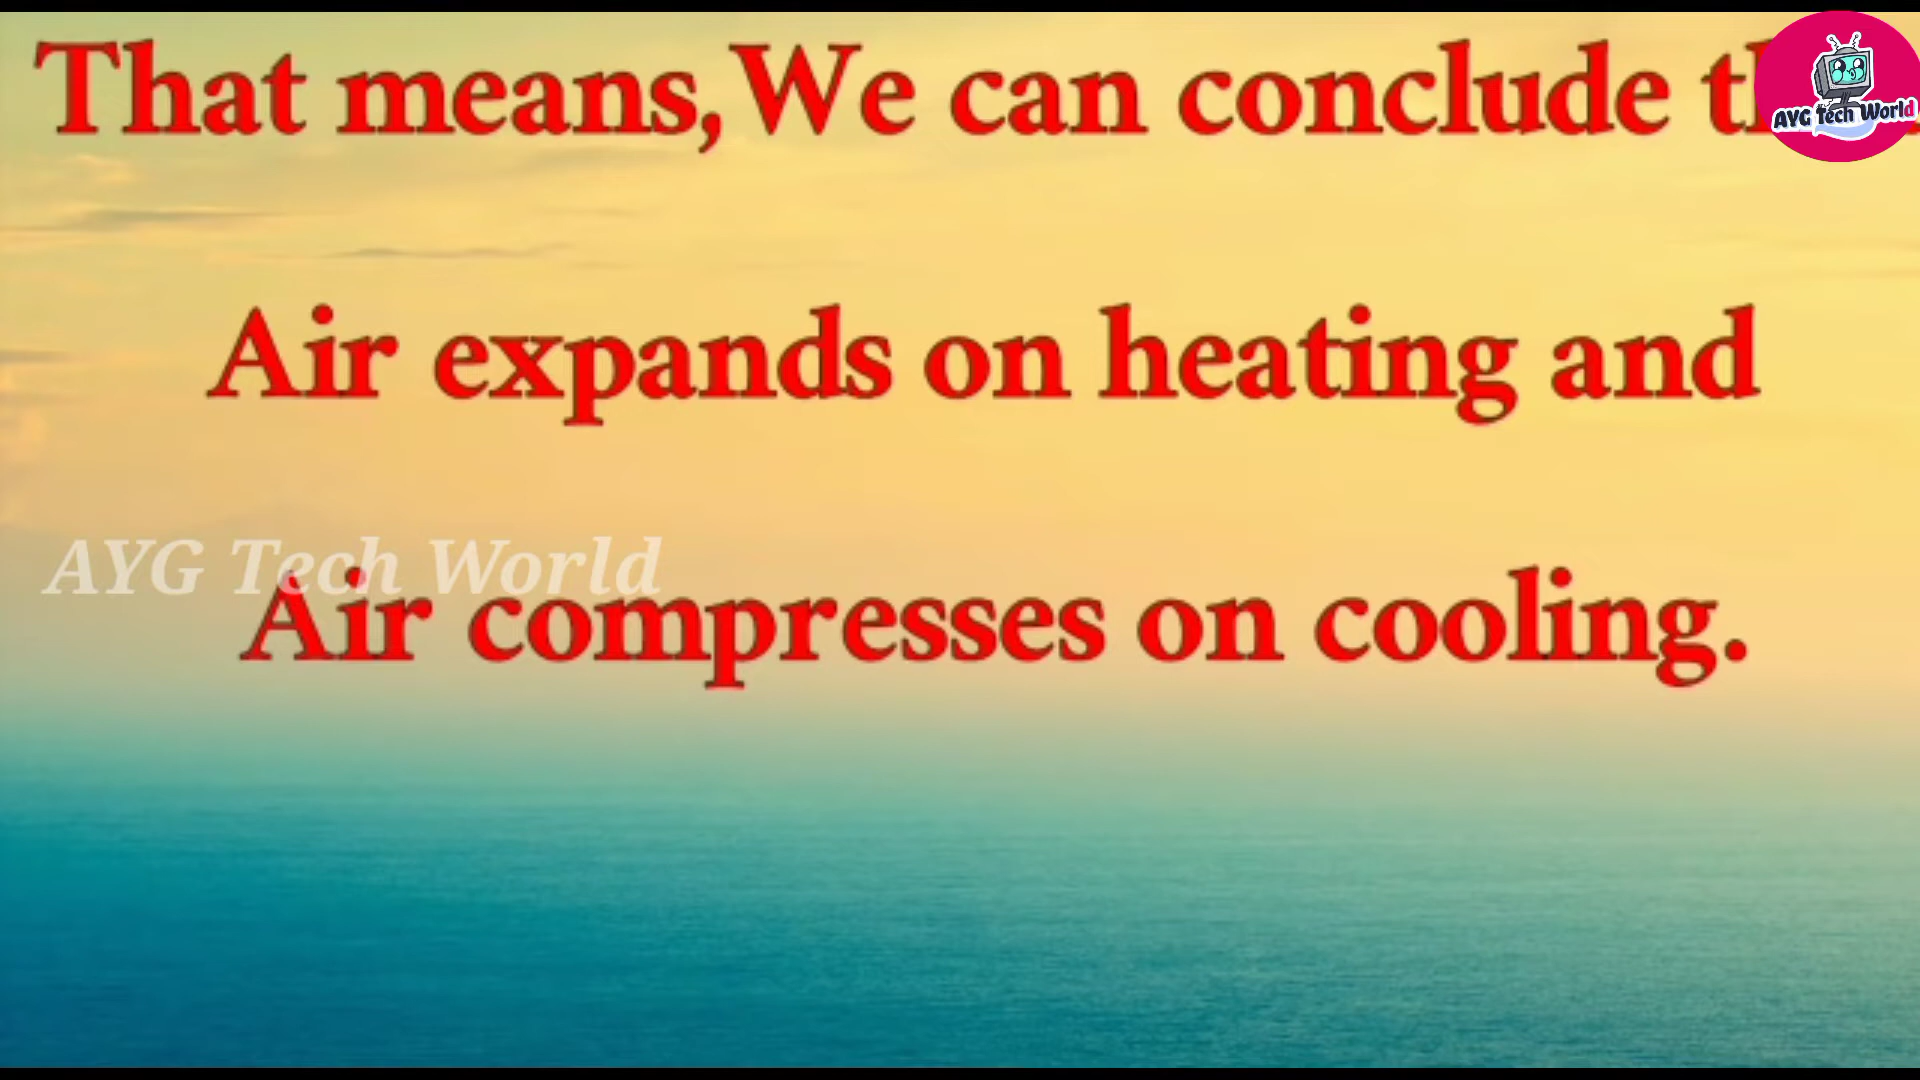 That means, We can conclude
AYG Tech World
Air expands on heating and
AYG Tech World
Air compresses on cooling.